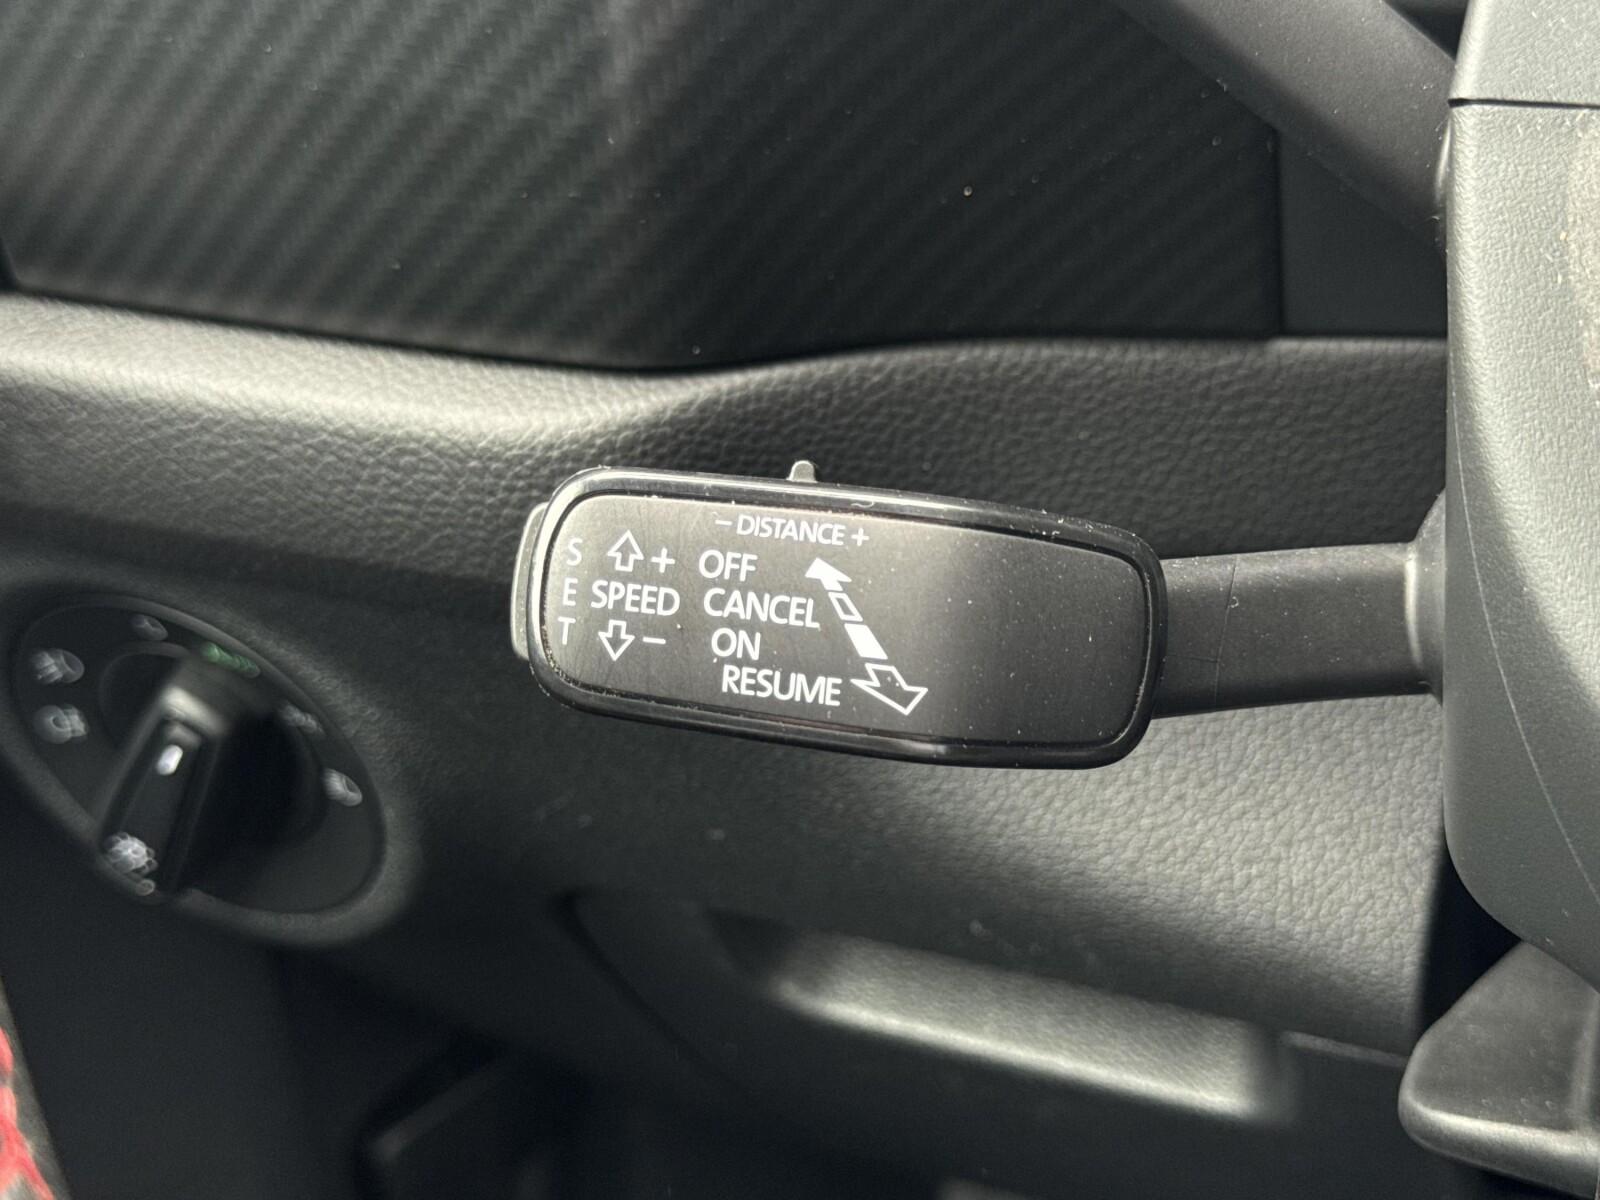 - DISTANCE +
S + OFF
E SPEED CANCEL
T - ON
RESUME